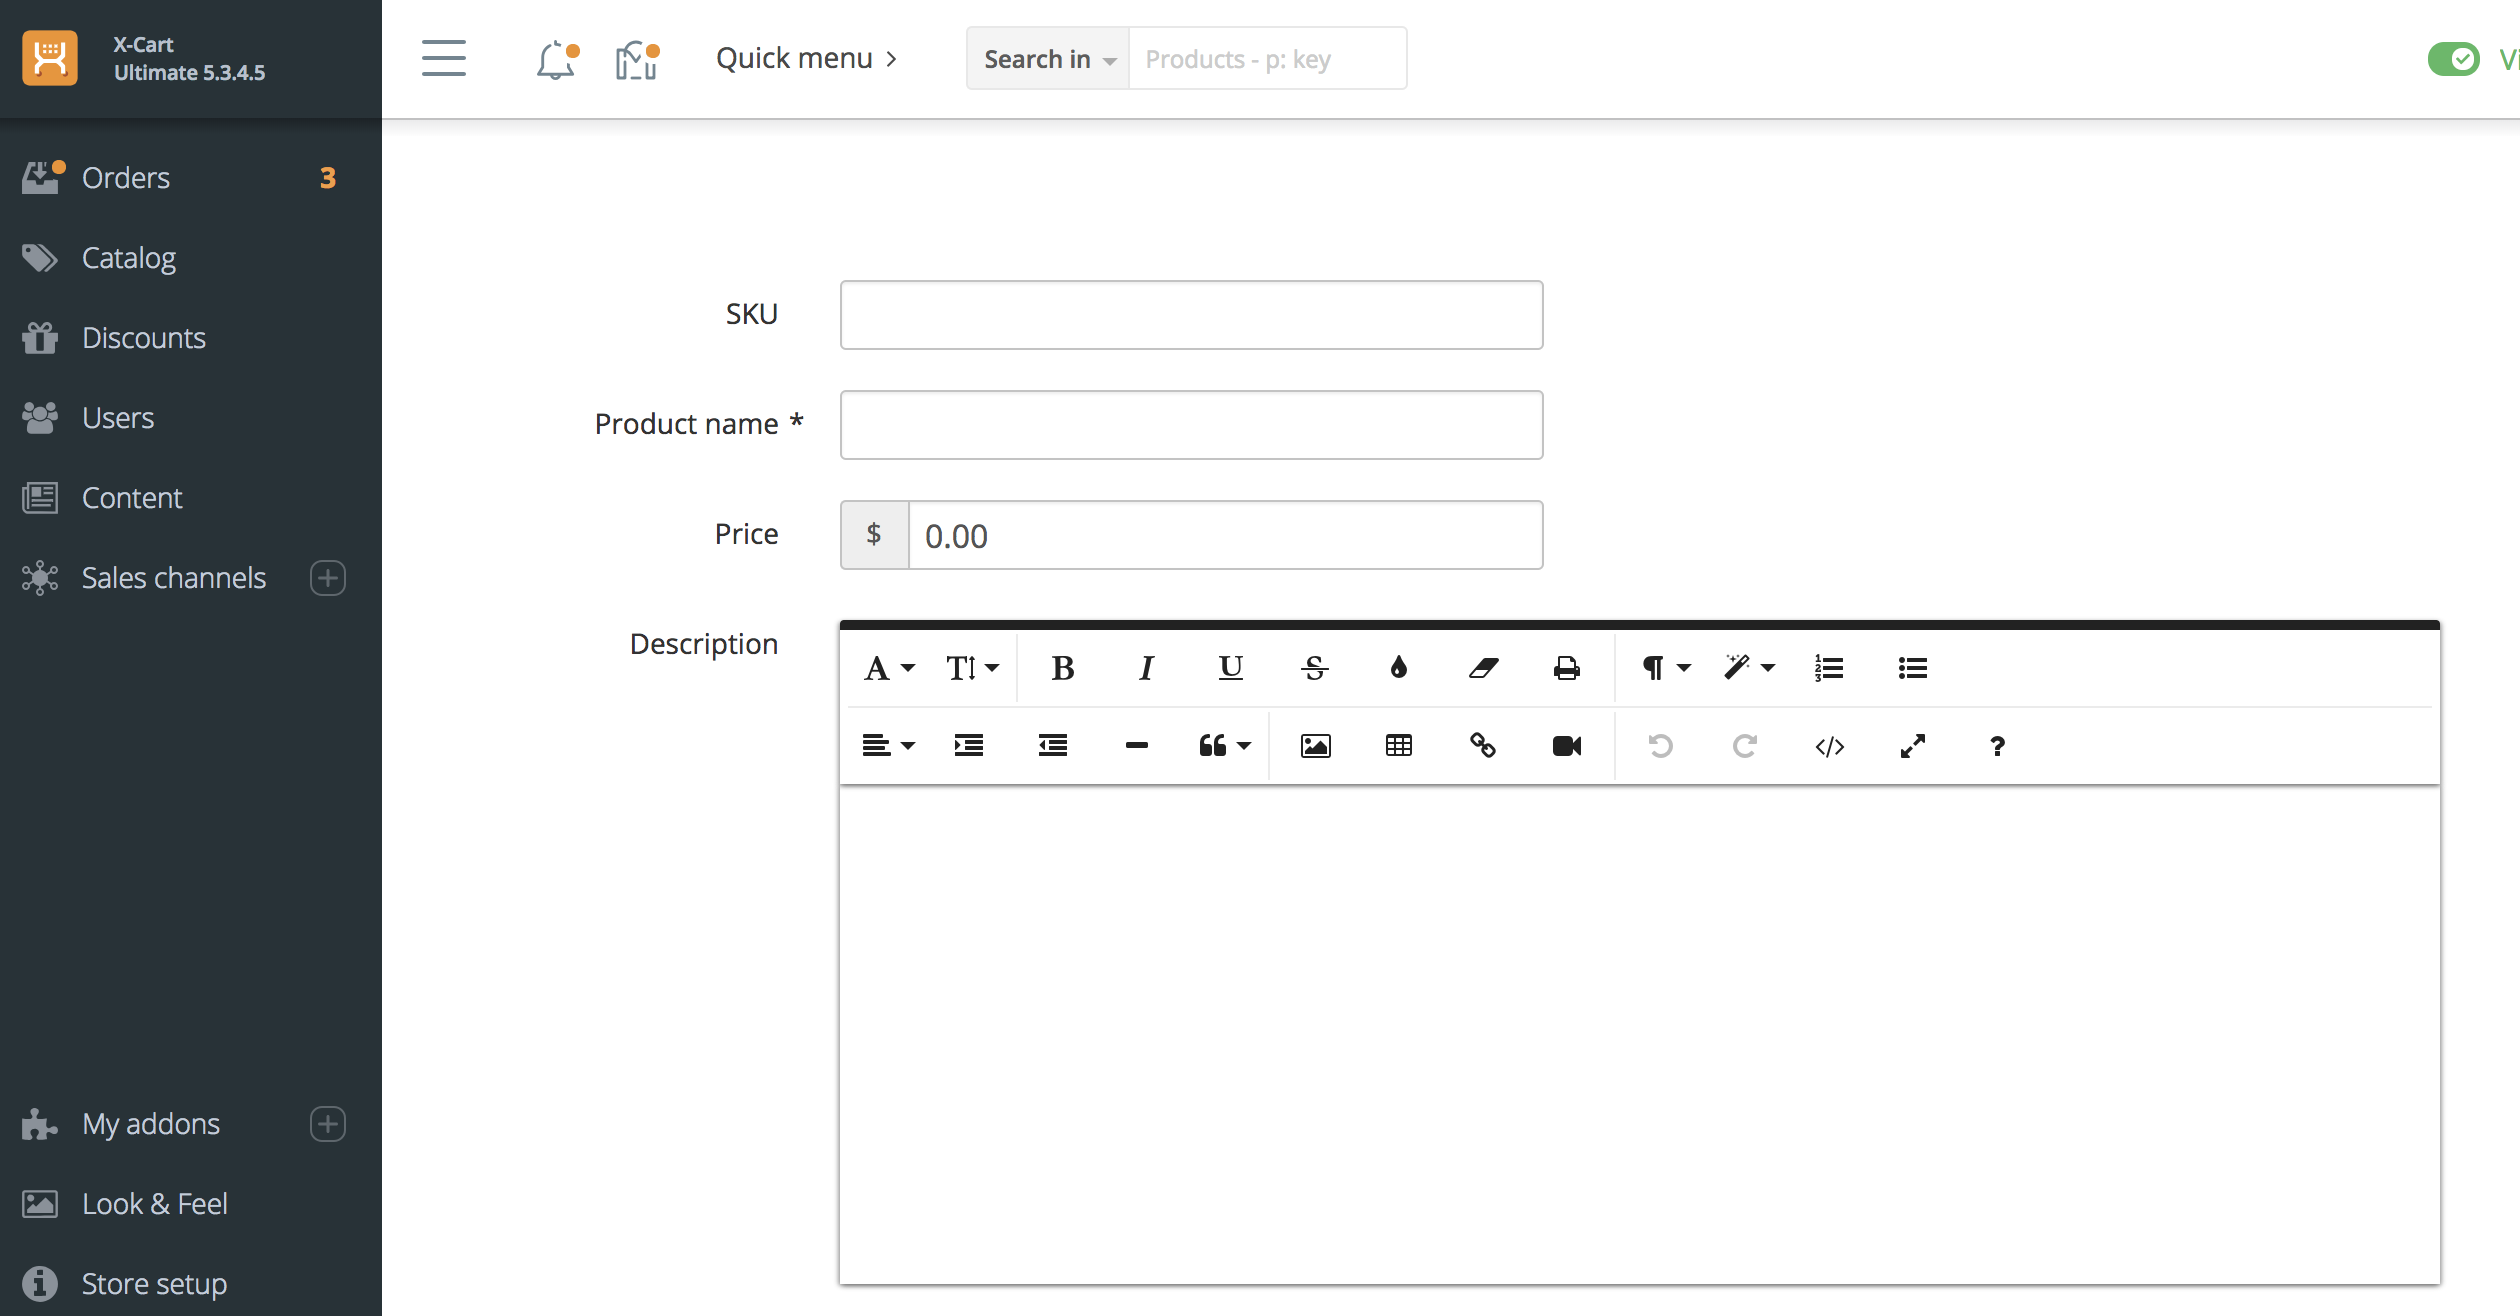 X-Cart
Ultimate 5.3.4.5
Quick menu
Search in
Products - p: key
Orders 3
Catalog
Discounts
Users
Content
Sales channels
My addons
Look & Feel
Store setup
SKU
Product name *
Price $ 0.00
Description